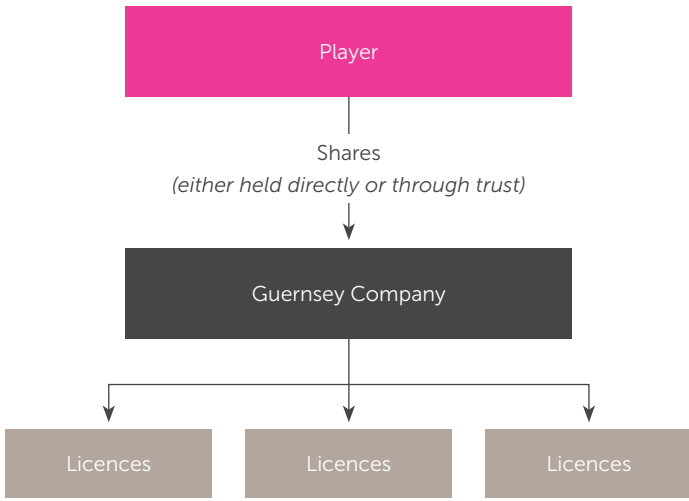 Player
Shares
(either held directly or through trust)
Guernsey Company
Licences
Licences
Licences